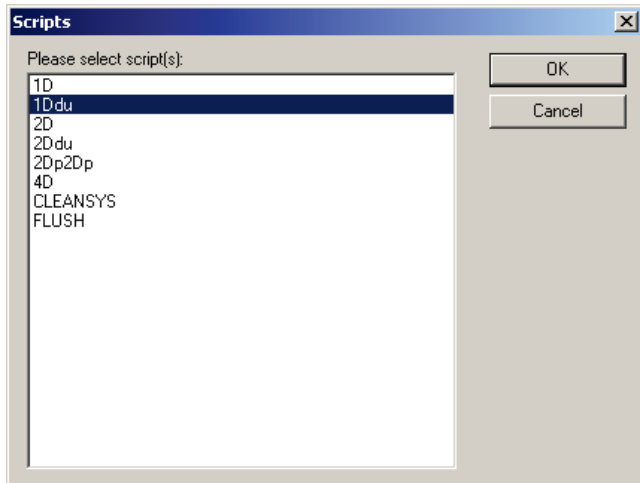 Scripts
Please select script(s):
OK
Cancel
1D
1Ddu
2D
2Ddu
2Dp2Dp
4D
CLEANSYS
FLUSH